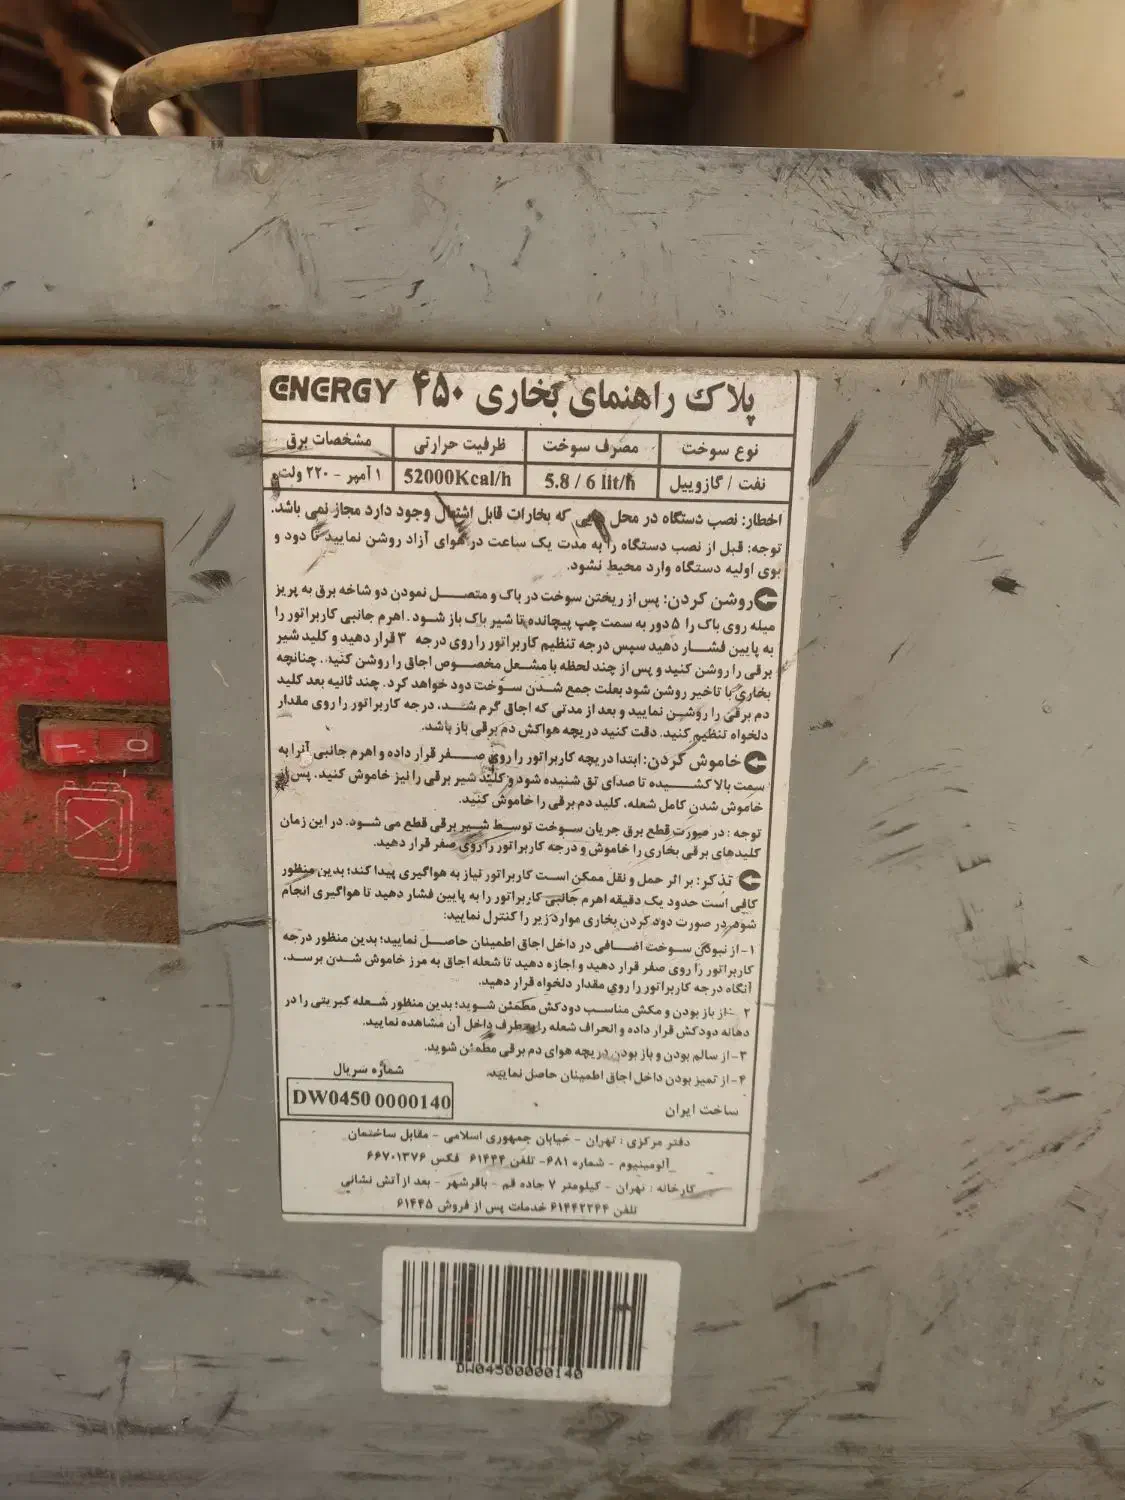 پلاک راهنمای بخاری ۴۵۰ ENERGY
نوع سوخت مصرف سوخت ظرفیت حرارتی مشخصات برق
نفت / گازوییل 5.8 / 6 lit/h 52000Kcal/h ۱ آمپر - ۲۲۰ ولت
اخطار: نصب دستگاه در محل هایی که بخارات قابل اشتعال وجود دارد مجاز نمی باشد.
توجه: قبل از نصب دستگاه را به مدت یک ساعت در هوای آزاد روشن نمایید تا دود و
بوی اولیه دستگاه وارد محیط نشود.
روشن کردن: پس از ریختن سوخت در باک و متصل نمودن دو شاخه برق به پریز
میله روی باک را ۵ دور به سمت چپ پیچانده تا شیر باک باز شود. اهرم جانبی کاربراتور را
به پایین فشار دهید سپس درجه تنظیم کاربراتور را روی درجه ۳ قرار دهید و کلید شیر
برقی را روشن کنید و پس از چند لحظه با مشعل مخصوص اجاق را روشن کنید. چنانچه
بخاری با تاخیر روشن شود بعلت جمع شدن سوخت دود خواهد کرد. چند ثانیه بعد کلید
دم برقی را روشین نمایید و بعد از مدتی که اجاق گرم شد، درجه کاربراتور را روی مقدار
دلخواه تنظیم کنید. دقت کنید دریچه هواکش دم برقی باز باشد.
خاموش کردن: ابتدا دریچه کاربراتور را روی صفر قرار داده و اهرم جانبی آنرا به
سمت بالا کشیده تا صدای تق شنیده شود و کلید شیر برقی را نیز خاموش کنید. پس از
خاموش شدن کامل شعله، کلید دم برقی را خاموش کنید.
توجه: در صورت قطع برق جریان سوخت توسط شیر برقی قطع می شود. در این زمان
کلیدهای برقی بخاری را خاموش و درجه کاربراتور را روی صفر قرار دهید.
تذکر: بر اثر حمل و نقل ممکن است کاربراتور نیاز به هواگیری پیدا کند؛ بدین منظور
کافی است حدود یک دقیقه اهرم جانبی کاربراتور را به پایین فشار دهید تا هواگیری انجام
شود. در صورت دود کردن بخاری موارد زیر را کنترل نمایید:
۱- از نبودن سوخت اضافی در داخل اجاق اطمینان حاصل نمایید؛ بدین منظور درجه
کاربراتور را روی صفر قرار دهید و اجازه دهید تا شعله اجاق به مرز خاموش شدن برسد،
آنگاه درجه کاربراتور را روی مقدار دلخواه قرار دهید.
۲- از باز بودن و مکش مناسب دودکش مطمئن شوید؛ بدین منظور شعله کبریتی را در
دهانه دودکش قرار داده و انحراف شعله را به طرف داخل آن مشاهده نمایید.
۳- از سالم بودن و باز بودن دریچه هوای دم برقی مطمئن شوید.
۴- از تمیز بودن داخل اجاق اطمینان حاصل نمایید.
شماره سریال
DW0450 0000140
ساخت ایران
دفتر مرکزی : تهران - خیابان جمهوری اسلامی - مقابل ساختمان
آلومینیوم - شماره ۶۸۱- تلفن ۶۱۴۴۴ فکس ۶۶۷۰۱۳۷۶
کارخانه : تهران - کیلومتر ۷ جاده قم - باقرشهر - بعد از آتش نشانی
تلفن ۶۱۴۴۲۲۴۴ خدمات پس از فروش ۶۱۴۴۵
DW04500000140